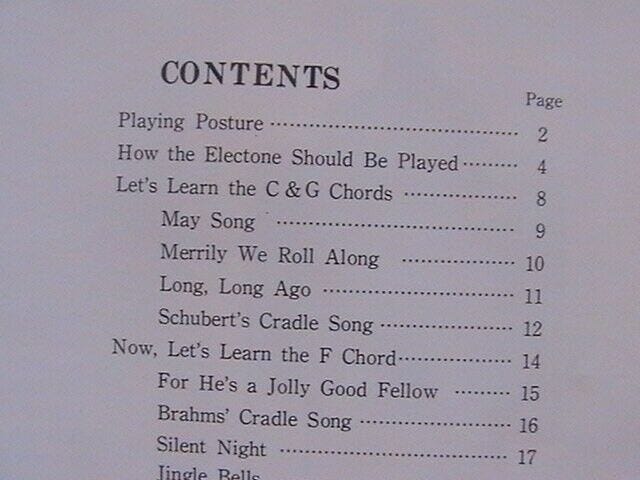 CONTENTS
Page
Playing Posture ······································ 2
How the Electone Should Be Played ········· 4
Let's Learn the C & G Chords ·················· 8
May Song ······································ 9
Merrily We Roll Along ·················· 10
Long, Long Ago ······························ 11
Schubert's Cradle Song ····················· 12
Now, Let's Learn the F Chord ·················· 14
For He's a Jolly Good Fellow ········· 15
Brahms' Cradle Song ························ 16
Silent Night ···································· 17
Jingle Bells